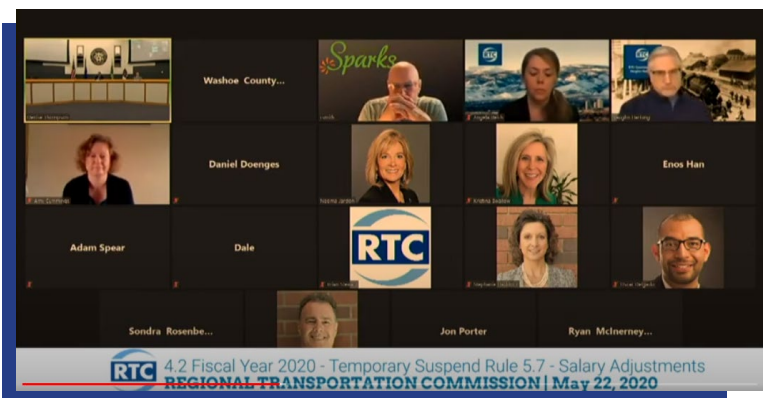 Sparks
Washoe County...
Daniel Doenges
Enos Han
Adam Spear
Dale
RTC
Sondra Rosenbe...
Jon Porter
Ryan McInerney...
RTC
4.2 Fiscal Year 2020 - Temporary Suspend Rule 5.7 - Salary Adjustments
REGIONAL TRANSPORTATION COMMISSION | May 22, 2020